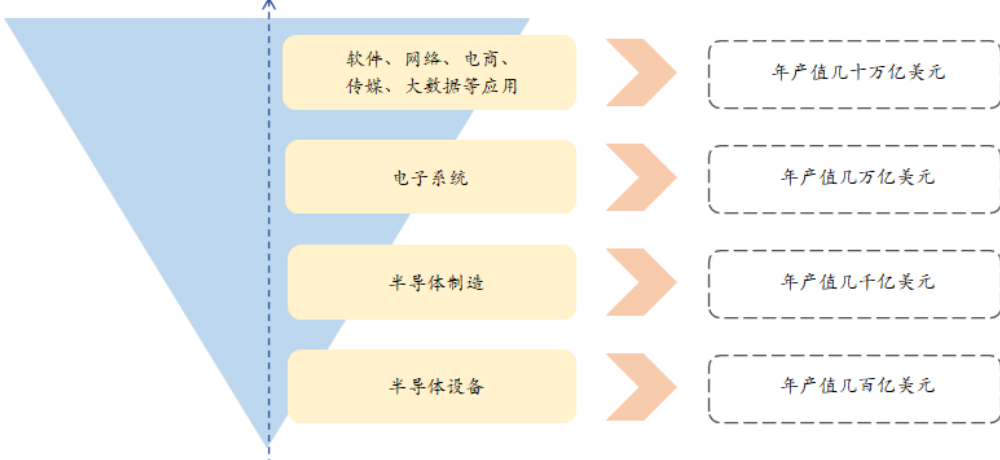 软件、网络、电商、
传媒、大数据等应用
年产值几十万亿美元
电子系统
年产值几万亿美元
半导体制造
年产值几千亿美元
半导体设备
年产值几百亿美元